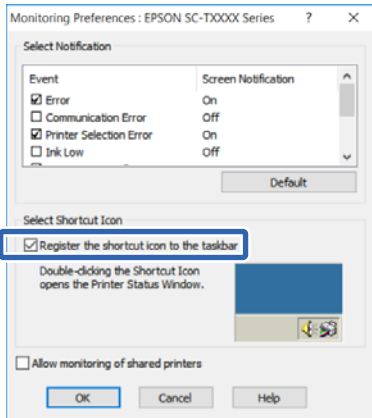 Monitoring Preferences : EPSON SC-TXXXX Series ? ×
Select Notification
Event Screen Notification
Error On
Communication Error Off
Printer Selection Error On
Ink Low Off
Default
Select Shortcut Icon
Register the shortcut icon to the taskbar
Double-clicking the Shortcut Icon
opens the Printer Status Window.
Allow monitoring of shared printers
OK Cancel Help